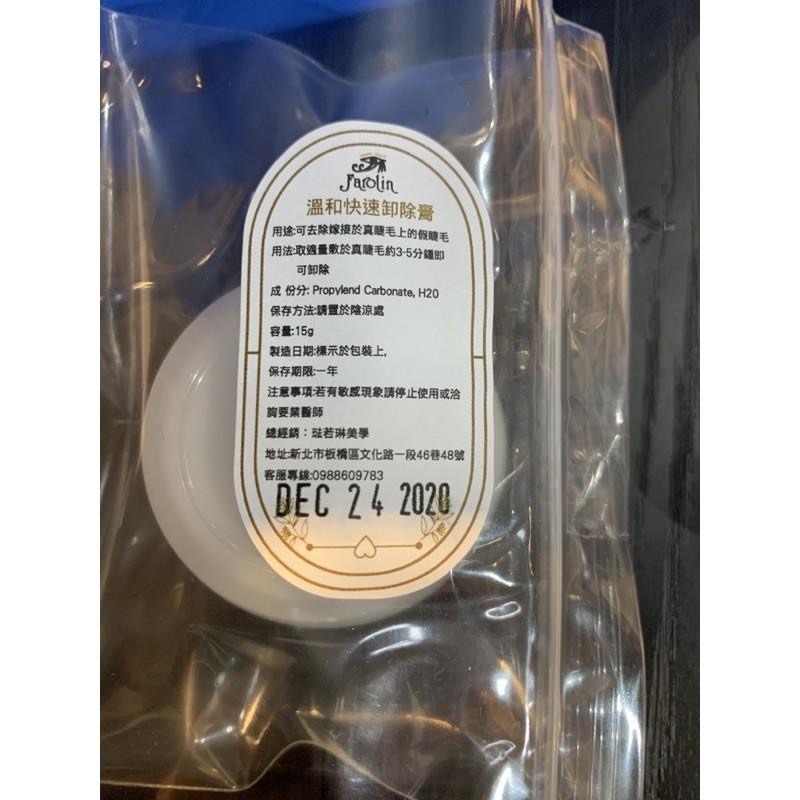 Farolin
溫和快速卸除膏
用途:可去除嫁接於真睫毛上的假睫毛
用法:取適量敷於真睫毛約3-5分鐘即
可卸除
成 份分: Propylend Carbonate, H20
保存方法:請置於陰涼處
容量:15g
製造日期:標示於包裝上,
保存期限:一年
注意事項:若有敏感現象請停止使用或洽
詢要業醫師
總經銷：琺若琳美學
地址:新北市板橋區文化路一段46巷48號
客服專線:0988609783
DEC 24 2020